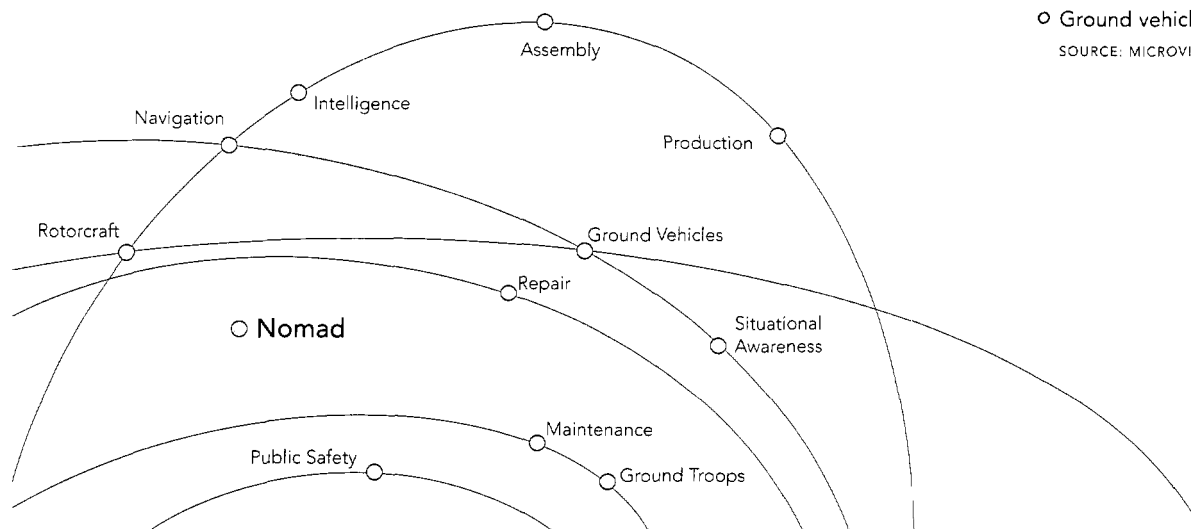 Ground vehicl
SOURCE: MICROVI
Assembly
Intelligence
Navigation
Production
Rotorcraft
Ground Vehicles
Repair
Nomad
Situational
Awareness
Maintenance
Public Safety
Ground Troops